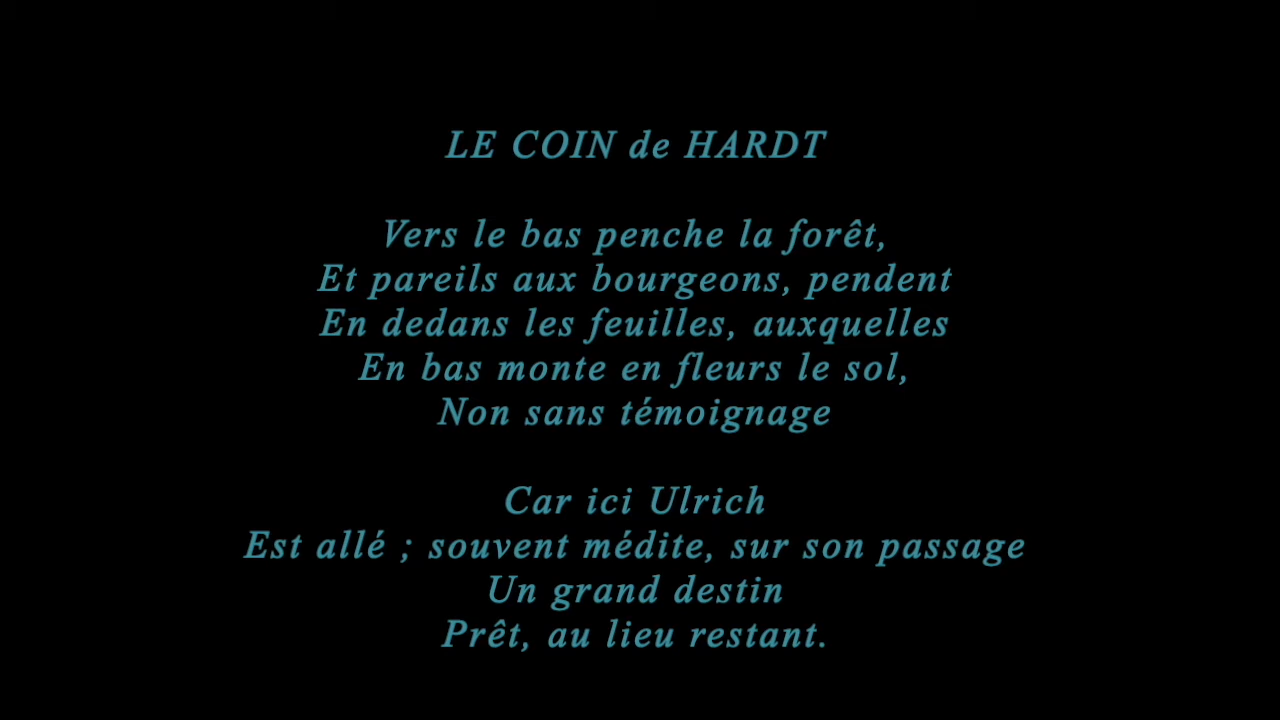 LE COIN de HARDT
Vers le bas penche la forêt,
Et pareils aux bourgeons, pendent
En dedans les feuilles, auxquelles
En bas monte en fleurs le sol,
Non sans témoignage
Car ici Ulrich
Est allé ; souvent médite, sur son passage
Un grand destin
Prêt, au lieu restant.